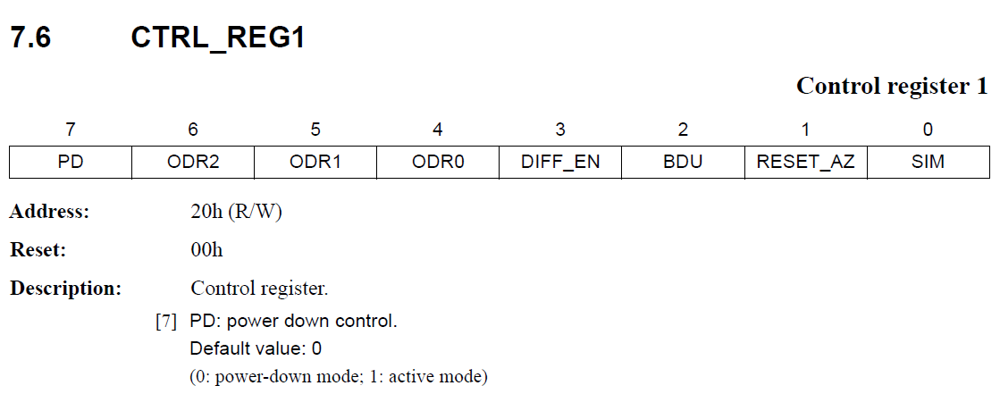 7.6 CTRL_REG1
Control register 1
7 6 5 4 3 2 1 0
PD ODR2 ODR1 ODR0 DIFF_EN BDU RESET_AZ SIM
Address: 20h (R/W)
Reset: 00h
Description: Control register.
[7] PD: power down control.
Default value: 0
(0: power-down mode; 1: active mode)